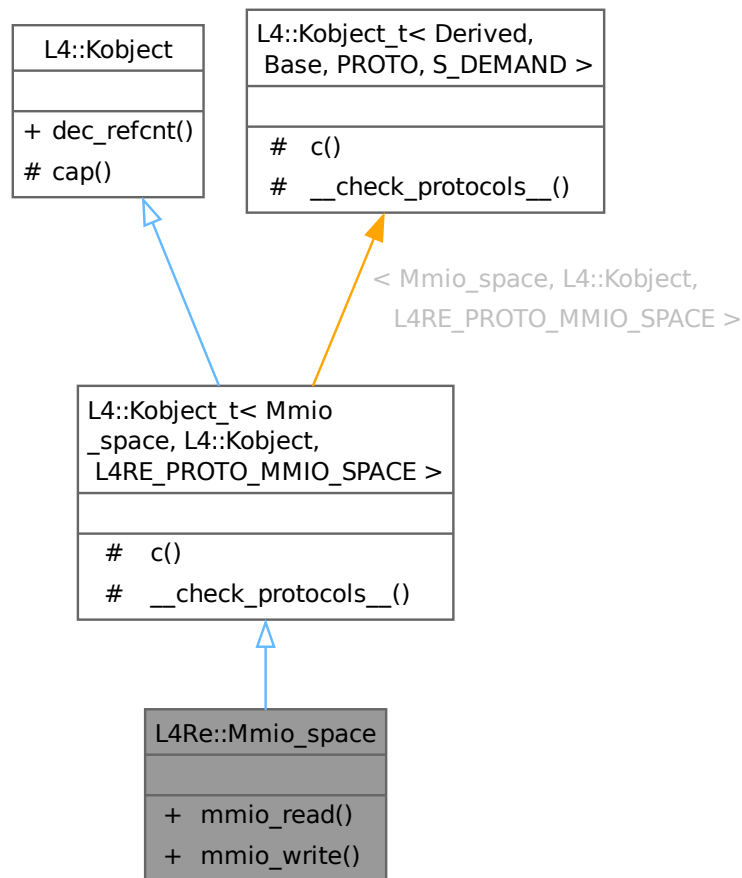 L4::Kobject
+ dec_refcnt()
# cap()
L4::Kobject_t< Derived,
Base, PROTO, S_DEMAND >
# c()
# __check_protocols__()
< Mmio_space, L4::Kobject,
L4RE_PROTO_MMIO_SPACE >
L4::Kobject_t< Mmio
_space, L4::Kobject,
L4RE_PROTO_MMIO_SPACE >
# c()
# __check_protocols__()
L4Re::Mmio_space
+ mmio_read()
+ mmio_write()